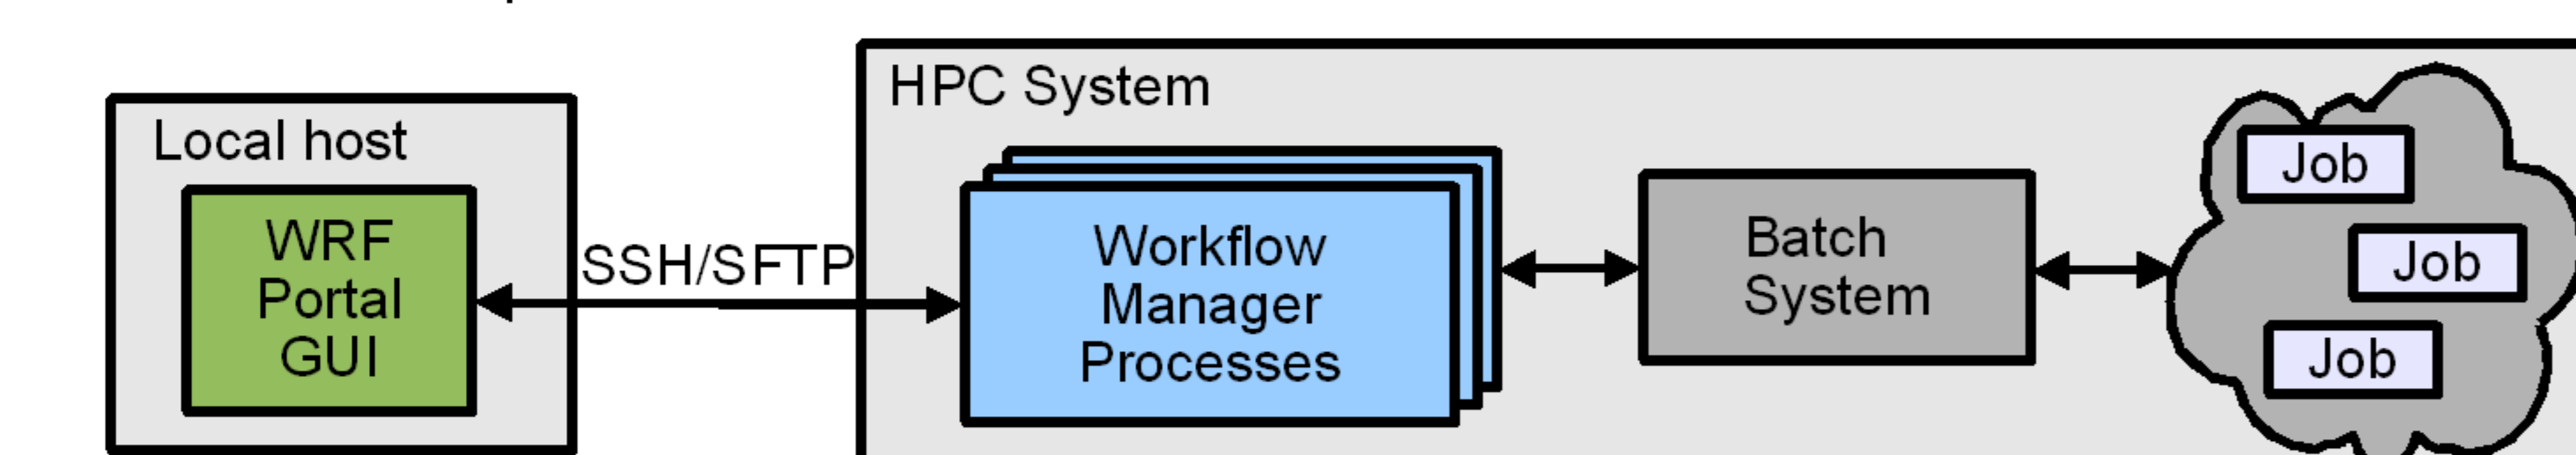 HPC System
Local host
WRF
Portal
GUI
SSH/SFTP
Workflow
Manager
Processes
Batch
System
Job
Job
Job